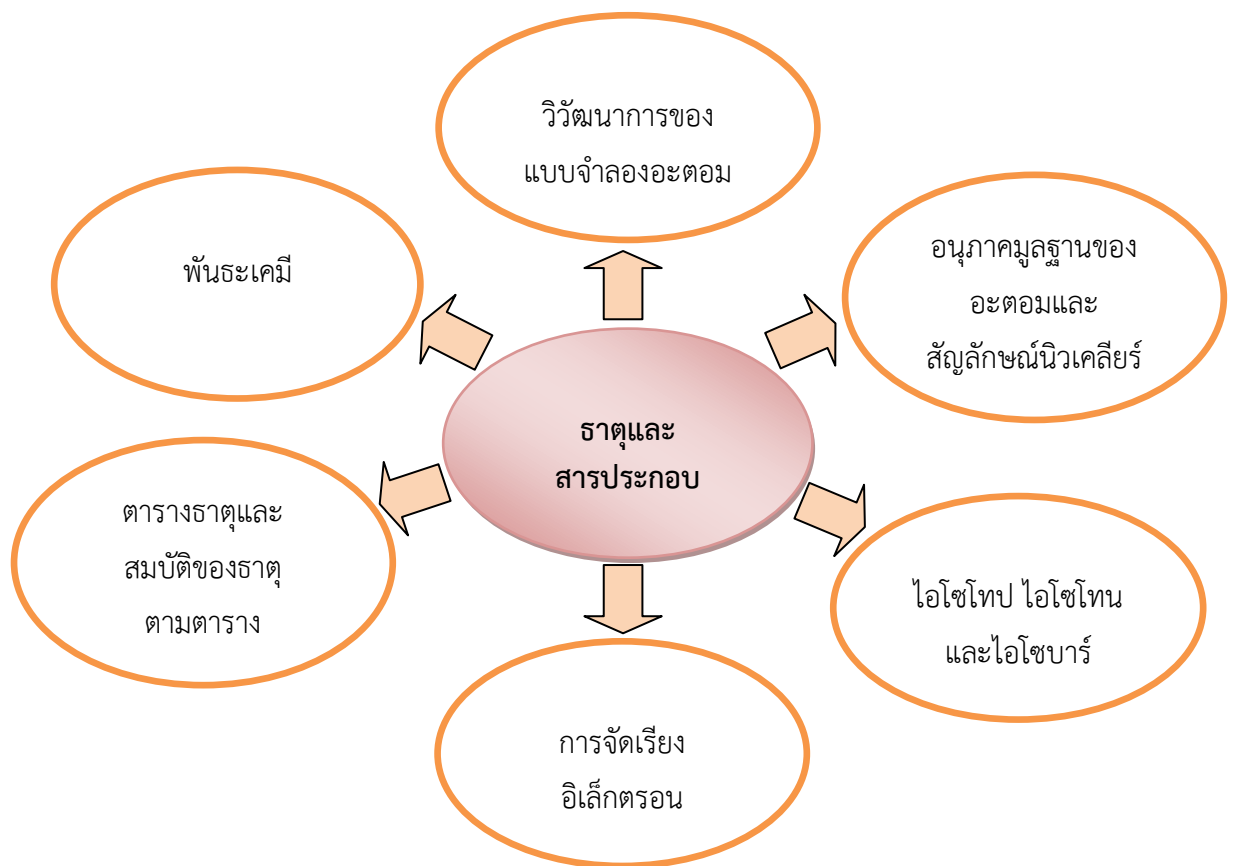 วิวัฒนาการของ
แบบจำลองอะตอม
อนุภาคมูลฐานของ
อะตอมและ
สัญลักษณ์นิวเคลียร์
พันธะเคมี
ธาตุและ
สารประกอบ
ตารางธาตุและ
สมบัติของธาตุ
ตามตาราง
ไอโซโทป ไอโซโทน
และไอโซบาร์
การจัดเรียง
อิเล็กตรอน